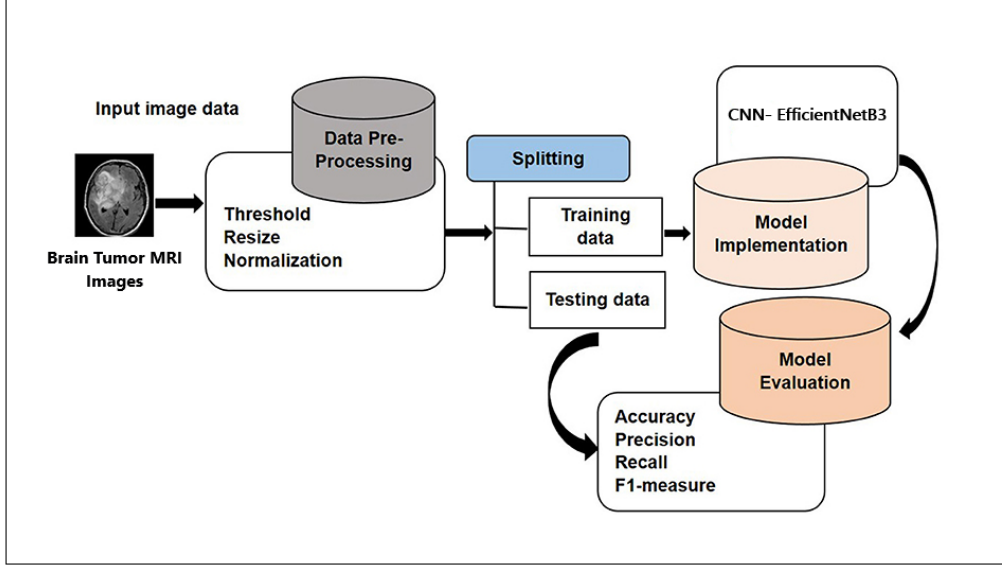 Input image data
Brain Tumor MRI
Images
Data Pre-
Processing
Threshold
Resize
Normalization
Splitting
Training
data
Testing data
CNN- EfficientNetB3
Model
Implementation
Model
Evaluation
Accuracy
Precision
Recall
F1-measure